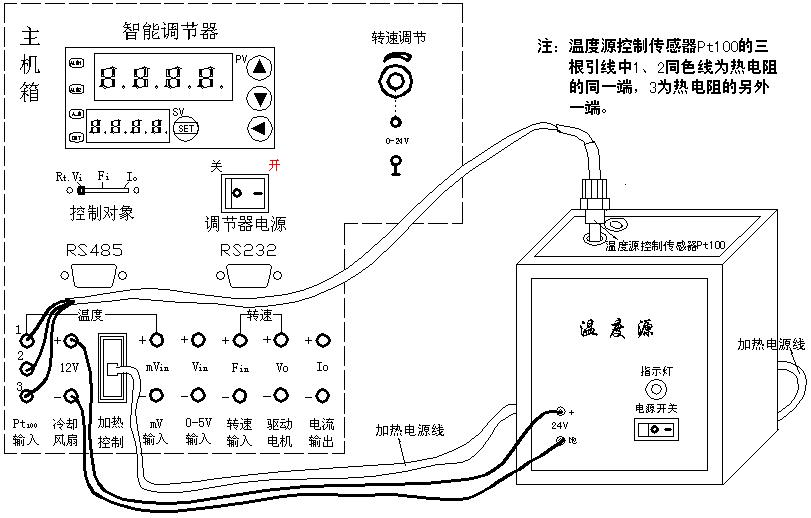 主机箱
智能调节器
PV
SV
SET
转速调节
0-24V
注：温度源控制传感器Pt100的三
根引线中1、2同色线为热电阻
的同一端，3为热电阻的另外
一端。
Rt.Vi Fi Io
控制对象
关 开
调节器电源
RS485
RS232
温度源控制传感器Pt100
温度
转速
1
2
3
12V
mVin
Vin
Fin
Vo
Io
Pt100
输入
冷却
风扇
加热
控制
mV
输入
0-5V
输入
转速
输入
驱动
电机
电流
输出
加热电源线
温度源
指示灯
电源开关
+
24V
地
加热电源线